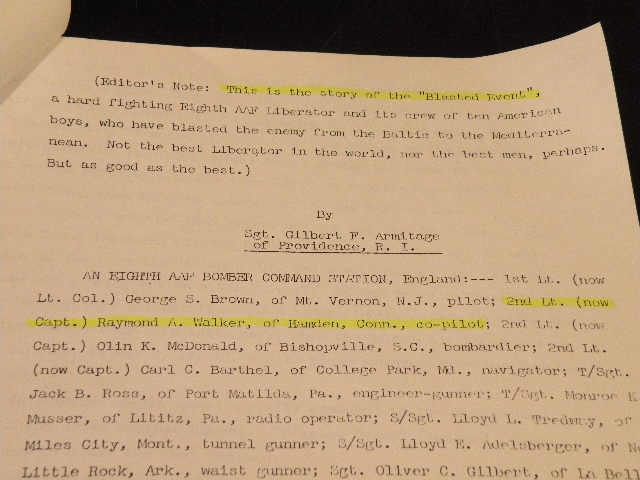 (Editor's Note: This is the story of the "Blasted Event",
a hard fighting Eighth AAF Liberator and its crew of ten American
boys, who have blasted the enemy from the Baltic to the Mediterra-
nean. Not the best Liberator in the world, nor the best men, perhaps.
But as good as the best.)
By
Sgt. Gilbert F. Armitage
of Providence, R. I.
AN EIGHTH AAF BOMBER COMMAND STATION, England:--- 1st Lt. (now
Lt. Col.) George S. Brown, of Mt. Vernon, N.J., pilot; 2nd Lt. (now
Capt.) Raymond A. Walker, of Hamden, Conn., co-pilot; 2nd Lt. (now
Capt.) Olin K. McDonald, of Bishopville, S.C., bombardier; 2nd Lt.
(now Capt.) Carl C. Barthel, of College Park, Md., navigator; T/Sgt.
Jack B. Ross, of Port Matilda, Pa., engineer-gunner; T/Sgt. Monroe K
Musser, of Lititz, Pa., radio operator; S/Sgt. Lloyd L. Tredway, of
Miles City, Mont., tunnel gunner; S/Sgt. Lloyd E. Adelsberger, of
Little Rock, Ark., waist gunner; Sgt. Oliver C. Gilbert, of La